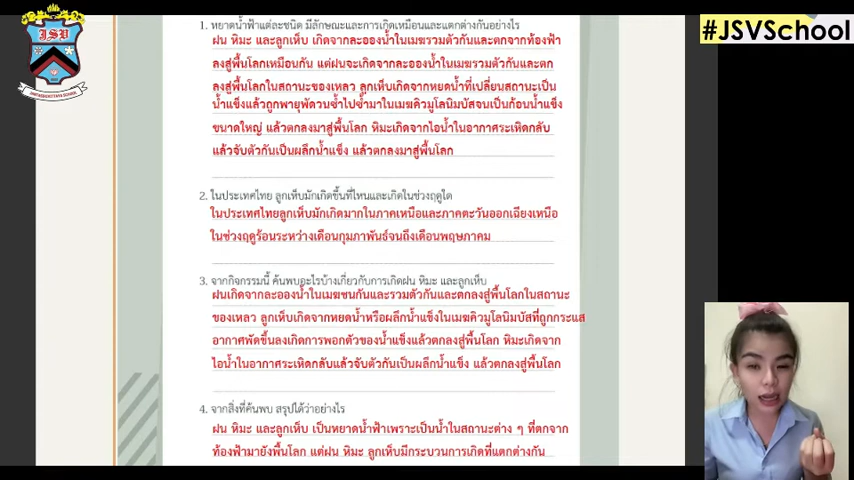 #JSVSchool
JSV
1. หยาดน้ำฟ้าแต่ละชนิด มีลักษณะและการเกิดเหมือนและแตกต่างกันอย่างไร
ฝน หิมะ และลูกเห็บ เกิดจากละอองน้ำในเมฆรวมตัวกันและตกจากท้องฟ้า
ลงสู่พื้นโลกเหมือนกัน แต่ฝนจะเกิดจากละอองน้ำในเมฆรวมตัวกันและตก
ลงสู่พื้นโลกในสถานะของเหลว ลูกเห็บเกิดจากหยดน้ำที่เปลี่ยนสถานะเป็น
น้ำแข็งแล้วถูกพายุพัดวนซ้ำไปซ้ำมาในเมฆคิวมูโลนิมบัสจนเป็นก้อนน้ำแข็ง
ขนาดใหญ่ แล้วตกลงมาสู่พื้นโลก หิมะเกิดจากไอน้ำในอากาศระเหิดกลับ
แล้วจับตัวกันเป็นผลึกน้ำแข็ง แล้วตกลงมาสู่พื้นโลก
2. ในประเทศไทย ลูกเห็บมักเกิดขึ้นที่ไหนและเกิดในช่วงฤดูใด
ในประเทศไทยลูกเห็บมักเกิดมากในภาคเหนือและภาคตะวันออกเฉียงเหนือ
ในช่วงฤดูร้อนระหว่างเดือนกุมภาพันธ์จนถึงเดือนพฤษภาคม
3. จากกิจกรรมนี้ ค้นพบอะไรบ้างเกี่ยวกับการเกิดฝน หิมะ และลูกเห็บ
ฝนเกิดจากละอองน้ำในเมฆชนกันและรวมตัวกันและตกลงสู่พื้นโลกในสถานะ
ของเหลว ลูกเห็บเกิดจากหยดน้ำหรือผลึกน้ำแข็งในเมฆคิวมูโลนิมบัสที่ถูกกระแส
อากาศพัดขึ้นลงเกิดการพอกตัวของน้ำแข็งแล้วตกลงสู่พื้นโลก หิมะเกิดจาก
ไอน้ำในอากาศระเหิดกลับแล้วจับตัวกันเป็นผลึกน้ำแข็ง แล้วตกลงสู่พื้นโลก
4. จากสิ่งที่ค้นพบ สรุปได้ว่าอย่างไร
ฝน หิมะ และลูกเห็บ เป็นหยาดน้ำฟ้าเพราะเป็นน้ำในสถานะต่าง ๆ ที่ตกจาก
ท้องฟ้ามายังพื้นโลก แต่ฝน หิมะ ลูกเห็บมีกระบวนการเกิดที่แตกต่างกัน